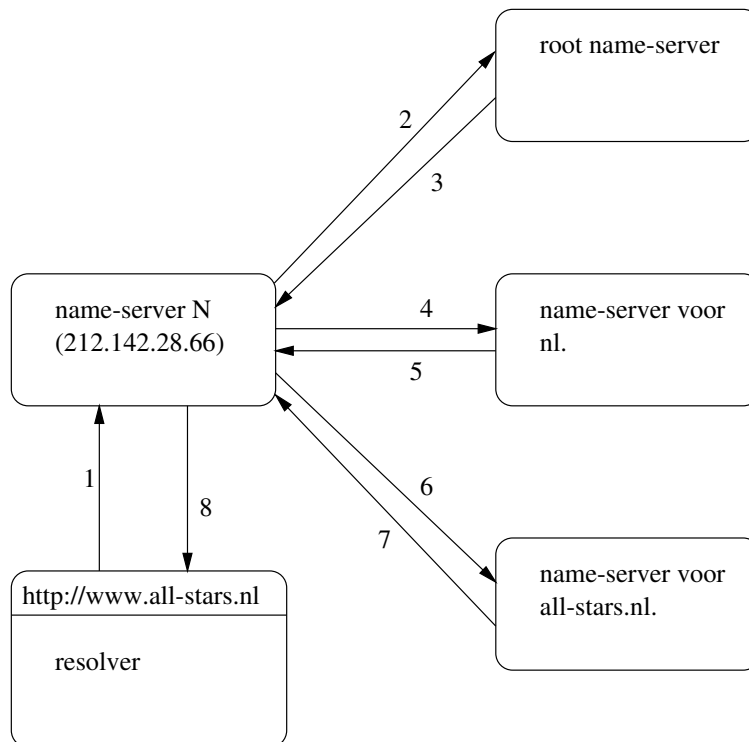 root name-server
2
3
name-server N
(212.142.28.66)
4
5
name-server voor
nl.
1
8
6
7
http://www.all-stars.nl
resolver
name-server voor
all-stars.nl.